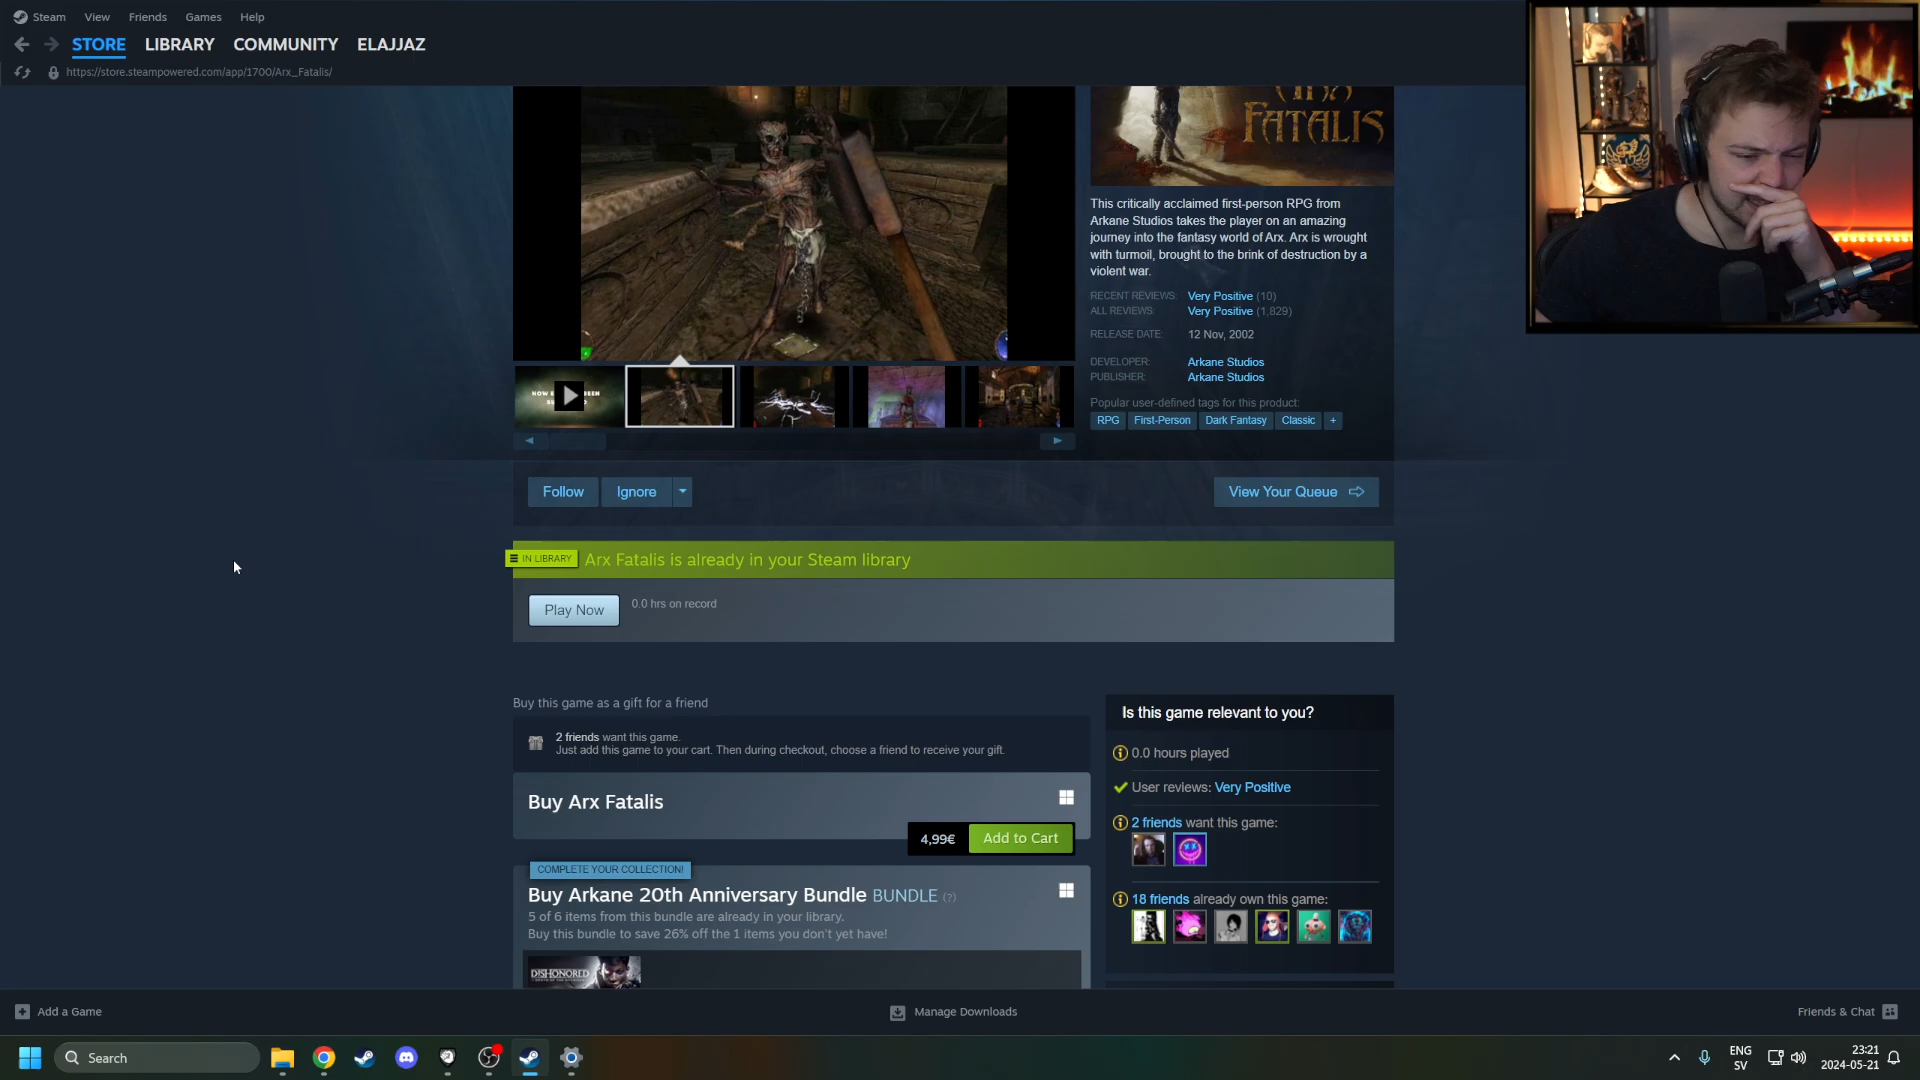 Steam View Friends Games Help
STORE LIBRARY COMMUNITY ELAJJAZ
https://store.steampowered.com/app/1700/Arx_Fatalis/
FATALIS
This critically acclaimed first-person RPG from
Arkane Studios takes the player on an amazing
journey into the fantasy world of Arx. Arx is wrought
with turmoil, brought to the brink of destruction by a
violent war.
RECENT REVIEWS: Very Positive (10)
ALL REVIEWS: Very Positive (1,829)
RELEASE DATE: 12 Nov, 2002
DEVELOPER: Arkane Studios
PUBLISHER: Arkane Studios
Popular user-defined tags for this product:
RPG First-Person Dark Fantasy Classic +
Follow Ignore
View Your Queue
IN LIBRARY Arx Fatalis is already in your Steam library
Play Now 0.0 hrs on record
Buy this game as a gift for a friend
2 friends want this game.
Just add this game to your cart. Then during checkout, choose a friend to receive your gift.
Buy Arx Fatalis
4,99€ Add to Cart
COMPLETE YOUR COLLECTION!
Buy Arkane 20th Anniversary Bundle BUNDLE (?)
5 of 6 items from this bundle are already in your library.
Buy this bundle to save 26% off the 1 items you don't yet have!
DISHONORED
Is this game relevant to you?
0.0 hours played
User reviews: Very Positive
2 friends want this game:
18 friends already own this game:
Add a Game
Manage Downloads
Friends & Chat
Search
ENG
SV
23:21
2024-05-21